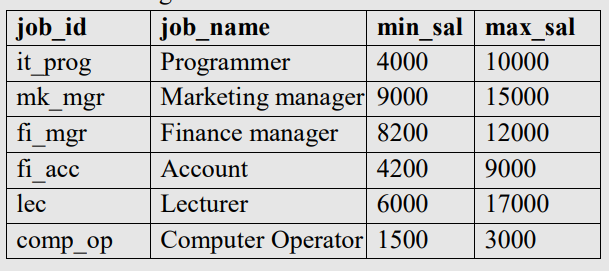 job_id job_name min_sal max_sal
it_prog Programmer 4000 10000
mk_mgr Marketing manager 9000 15000
fi_mgr Finance manager 8200 12000
fi_acc Account 4200 9000
lec Lecturer 6000 17000
comp_op Computer Operator 1500 3000